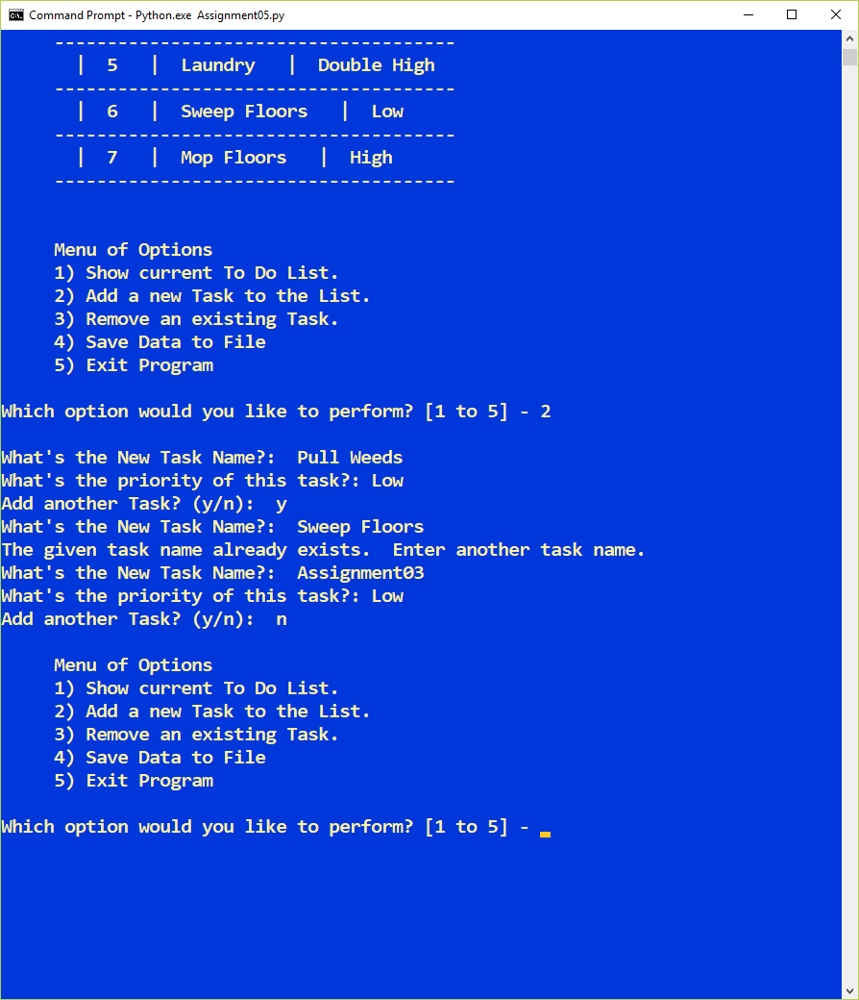 Command Prompt - Python.exe  Assignment05.py
--------------------------------------
|  5   |  Laundry   |  Double High
--------------------------------------
|  6   |  Sweep Floors   |  Low
--------------------------------------
|  7   |  Mop Floors   |  High
--------------------------------------
Menu of Options
1) Show current To Do List.
2) Add a new Task to the List.
3) Remove an existing Task.
4) Save Data to File
5) Exit Program
Which option would you like to perform? [1 to 5] - 2
What's the New Task Name?:  Pull Weeds
What's the priority of this task?: Low
Add another Task? (y/n):  y
What's the New Task Name?:  Sweep Floors
The given task name already exists.  Enter another task name.
What's the New Task Name?:  Assignment03
What's the priority of this task?: Low
Add another Task? (y/n):  n
Menu of Options
1) Show current To Do List.
2) Add a new Task to the List.
3) Remove an existing Task.
4) Save Data to File
5) Exit Program
Which option would you like to perform? [1 to 5] -